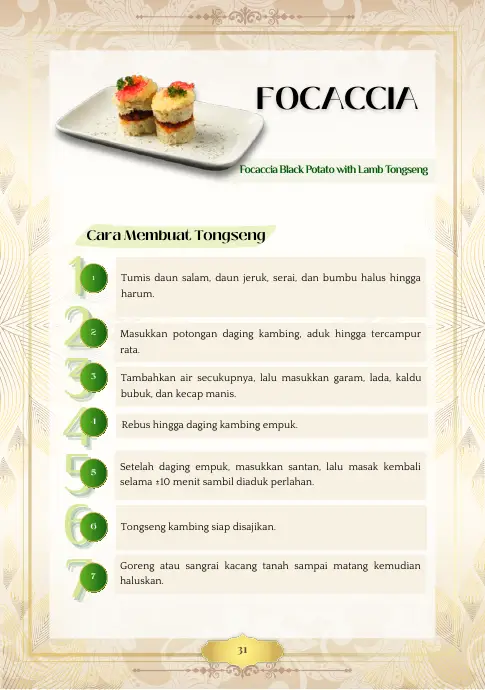 FOCACCIA
Focaccia Black Potato with Lamb Tongseng
Cara Membuat Tongseng
1
Tumis daun salam, daun jeruk, serai, dan bumbu halus hingga
harum.
2
Masukkan potongan daging kambing, aduk hingga tercampur
rata.
3
Tambahkan air secukupnya, lalu masukkan garam, lada, kaldu
bubuk, dan kecap manis.
4
Rebus hingga daging kambing empuk.
5
Setelah daging empuk, masukkan santan, lalu masak kembali
selama ±10 menit sambil diaduk perlahan.
6
Tongseng kambing siap disajikan.
7
Goreng atau sangrai kacang tanah sampai matang kemudian
haluskan.
31